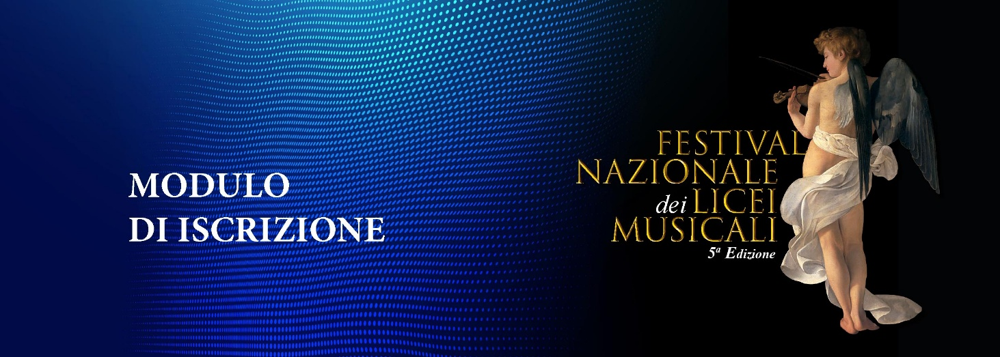 MODULO
DI ISCRIZIONE
FESTIVAL
NAZIONALE
dei LICEI
MUSICALI
5ª Edizione